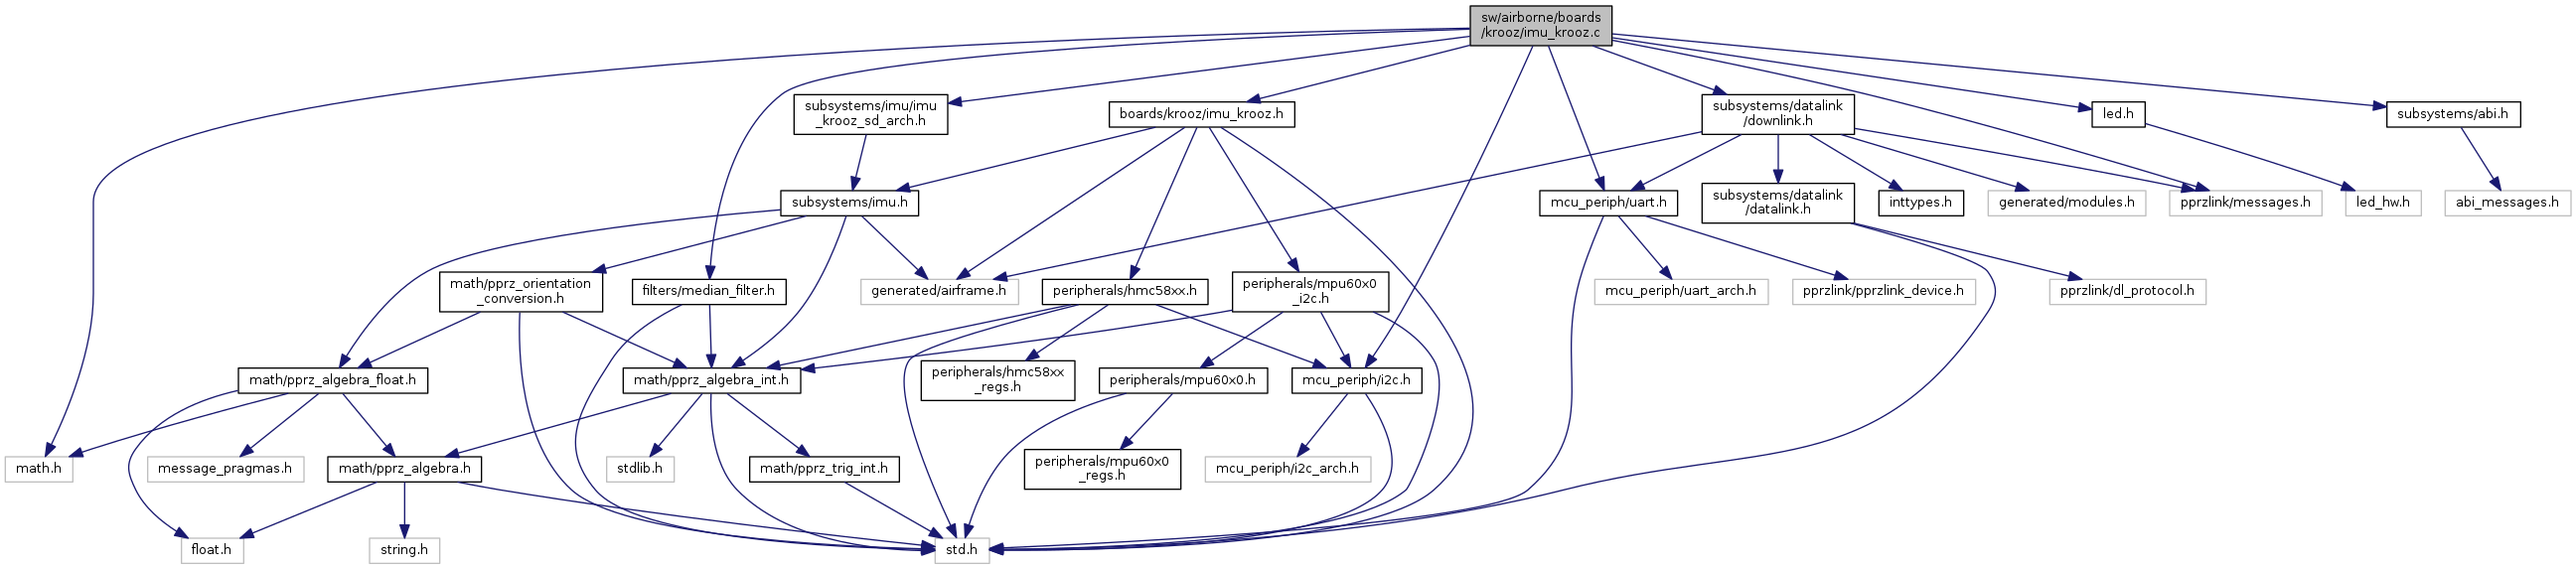 sw/airborne/boards
/krooz/imu_krooz.c
subsystems/imu/imu
_krooz_sd_arch.h
boards/krooz/imu_krooz.h
subsystems/datalink
/downlink.h
led.h
subsystems/abi.h
subsystems/imu.h
mcu_periph/uart.h
subsystems/datalink
/datalink.h
inttypes.h
generated/modules.h
pprzlink/messages.h
led_hw.h
abi_messages.h
math/pprz_orientation
_conversion.h
filters/median_filter.h
generated/airframe.h
peripherals/hmc58xx.h
peripherals/mpu60x0
_i2c.h
mcu_periph/uart_arch.h
pprzlink/pprzlink_device.h
pprzlink/dl_protocol.h
math/pprz_algebra_float.h
math/pprz_algebra_int.h
peripherals/hmc58xx
_regs.h
peripherals/mpu60x0.h
mcu_periph/i2c.h
math.h
message_pragmas.h
math/pprz_algebra.h
stdlib.h
math/pprz_trig_int.h
peripherals/mpu60x0
_regs.h
mcu_periph/i2c_arch.h
float.h
string.h
std.h